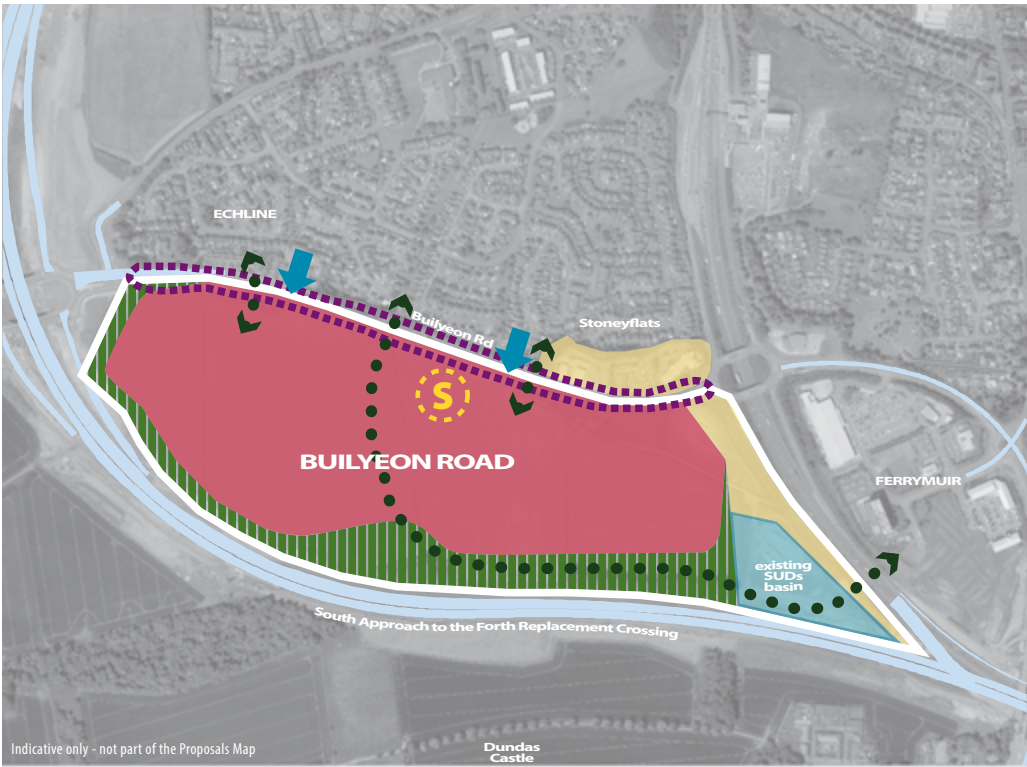 ECHLINE
Builyeon Rd
Stoneyflats
S
BUILYEON ROAD
FERRYMUIR
existing
SUDs
basin
South Approach to the Forth Replacement Crossing
Indicative only - not part of the Proposals Map
Dundas
Castle